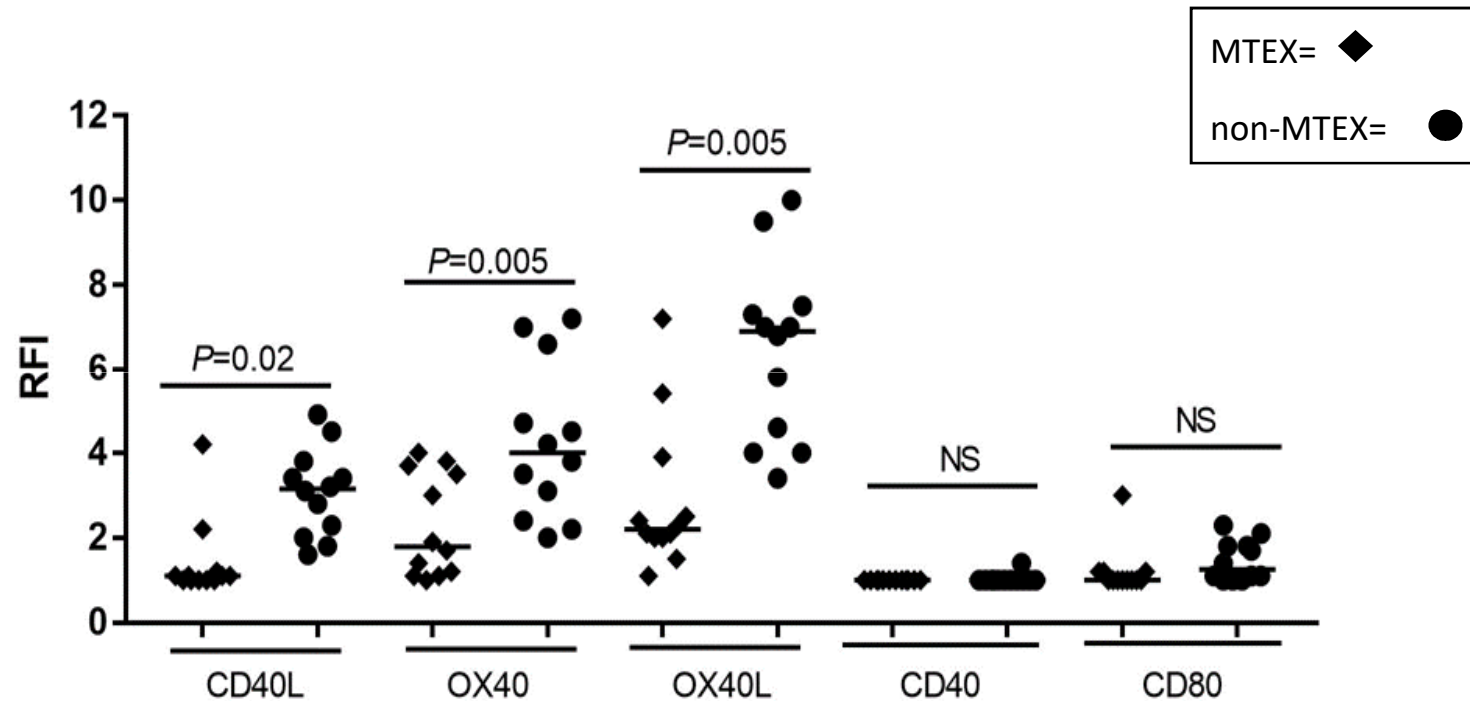 MTEX=
non-MTEX=
12
10
8
6
4
2
0
RFI
P=0.02
P=0.005
P=0.005
NS
NS
CD40L
OX40
OX40L
CD40
CD80